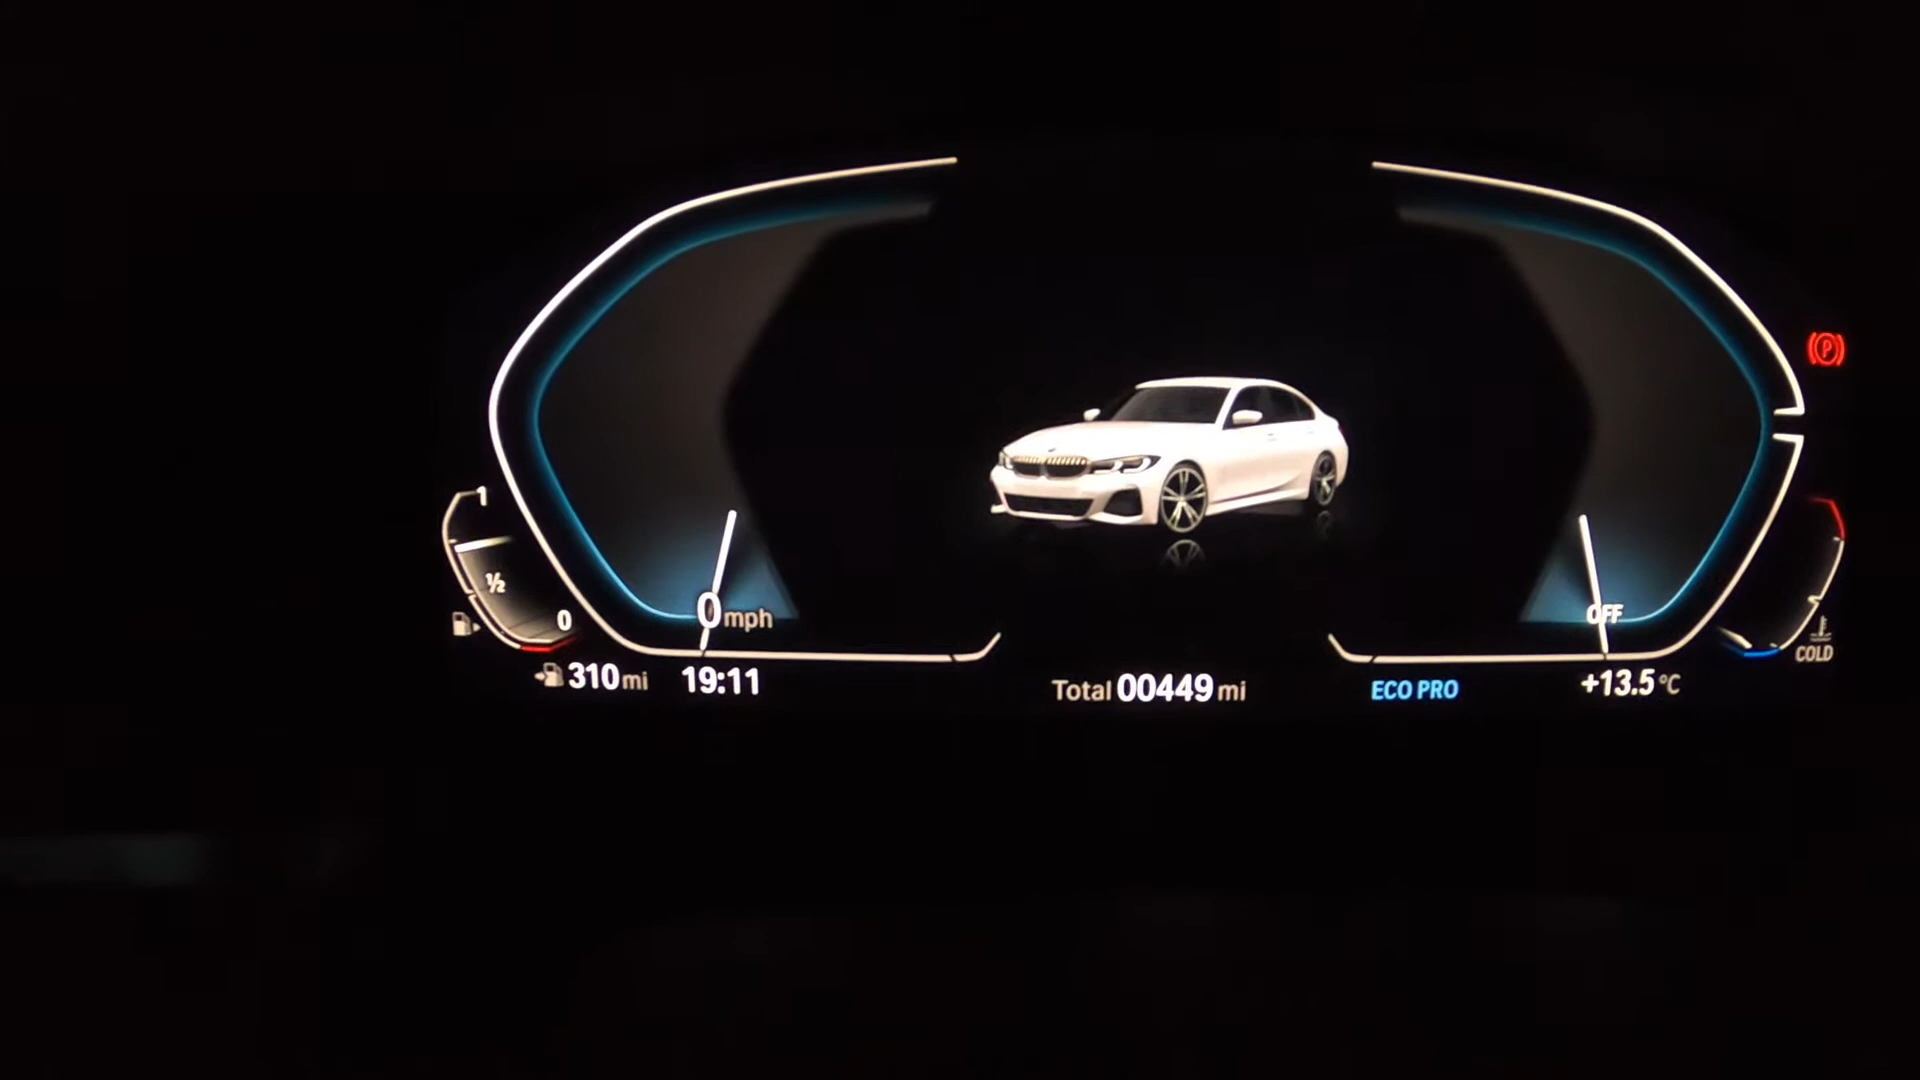 1
½
0
0 mph
OFF
COLD
310 mi
19:11
Total 00449 mi
ECO PRO
+13.5 °C
(P)